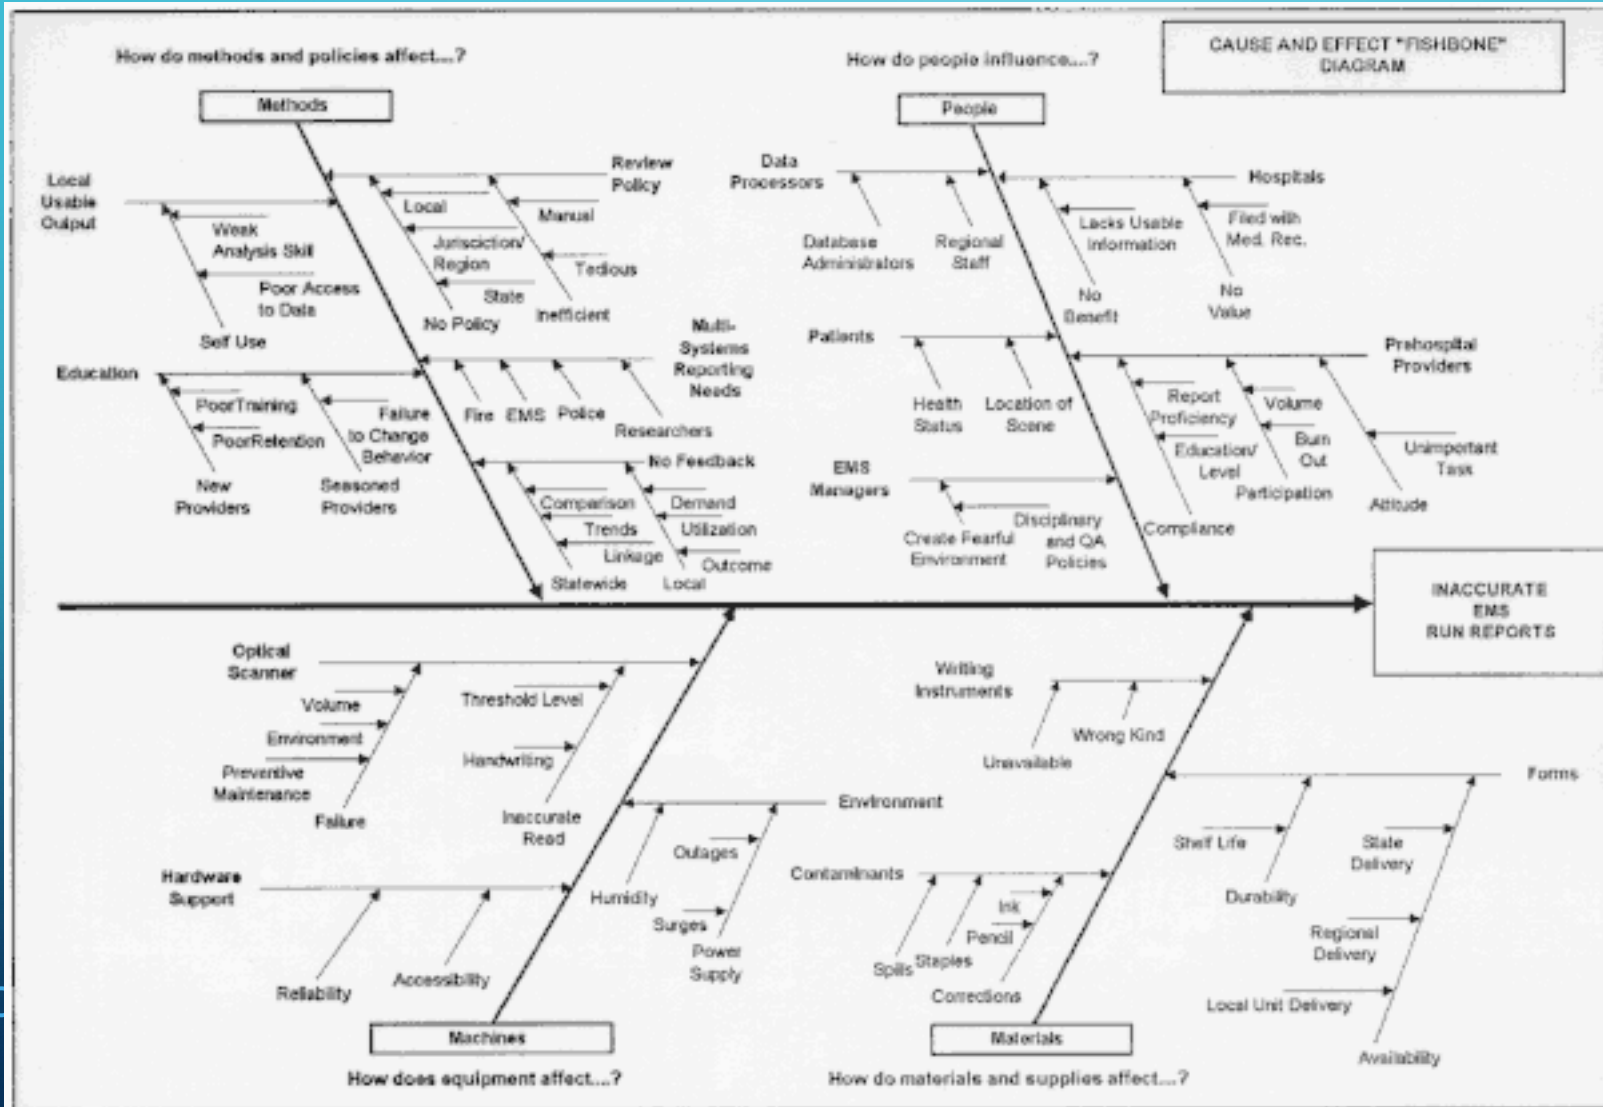 How do methods and policies affect....?
How do people influence....?
CAUSE AND EFFECT "FISHBONE"
DIAGRAM
Methods
People
Local
Usable
Output
Weak
Analysis Skill
Poor Access
to Data
Self Use
Review
Policy
Local
Jurisciction/
Region
State
No Policy
Manual
Tedious
Inefficient
Education
PoorTraining
PoorRetention
New
Providers
Failure
to Change
Behavior
Seasoned
Providers
Multi-
Systems
Reporting
Needs
Fire
EMS
Police
Researchers
No Feedback
Comparison
Trends
Linkage
Statewide
Demand
Utilization
Outcome
Local
Data
Processors
Database
Administrators
Regional
Staff
Hospitals
Lacks Usable
Information
No
Benefit
Filed with
Med. Rec.
No
Value
Patients
Health
Status
Location of
Scene
Prehospital
Providers
Report
Proficiency
Education/
Level
Compliance
Volume
Burn
Out
Participation
Unimportant
Task
Attitude
EMS
Managers
Create Fearful
Environment
Disciplinary
and QA
Policies
INACCURATE
EMS
RUN REPORTS
Optical
Scanner
Volume
Environment
Preventive
Maintenance
Failure
Threshold Level
Handwriting
Inaccurate
Read
Environment
Humidity
Outages
Surges
Power
Supply
Hardware
Support
Reliability
Accessibility
Writing
Instruments
Unavailable
Wrong Kind
Forms
Shelf Life
Durability
State
Delivery
Regional
Delivery
Local Unit Delivery
Availability
Contaminants
Spills
Staples
Ink
Pencil
Corrections
Machines
Materials
How does equipment affect....?
How do materials and supplies affect....?